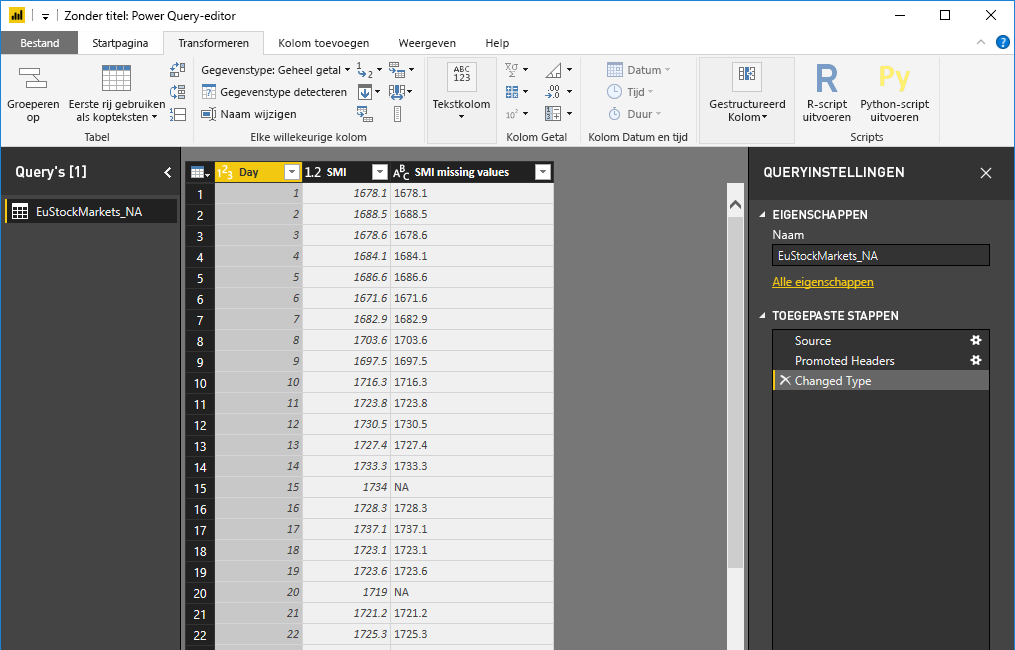 Zonder titel: Power Query-editor
Bestand Startpagina Transformeren Kolom toevoegen Weergeven Help
Groeperen op
Eerste rij gebruiken als kopteksten
Tabel
Gegevenstype: Geheel getal
Gegevenstype detecteren
Naam wijzigen
Elke willekeurige kolom
ABC
123
Tekstkolom
Kolom Getal
Datum
Tijd
Duur
Kolom Datum en tijd
Gestructureerd
Kolom
R
R-script
uitvoeren
Py
Python-script
uitvoeren
Scripts
Query's [1]
EuStockMarkets_NA
123 Day 1.2 SMI ABC SMI missing values
1 1 1678.1 1678.1
2 2 1688.5 1688.5
3 3 1678.6 1678.6
4 4 1684.1 1684.1
5 5 1686.6 1686.6
6 6 1671.6 1671.6
7 7 1682.9 1682.9
8 8 1703.6 1703.6
9 9 1697.5 1697.5
10 10 1716.3 1716.3
11 11 1723.8 1723.8
12 12 1730.5 1730.5
13 13 1727.4 1727.4
14 14 1733.3 1733.3
15 15 1734 NA
16 16 1728.3 1728.3
17 17 1737.1 1737.1
18 18 1723.1 1723.1
19 19 1723.6 1723.6
20 20 1719 NA
21 21 1721.2 1721.2
22 22 1725.3 1725.3
QUERYINSTELLINGEN
EIGENSCHAPPEN
Naam
EuStockMarkets_NA
Alle eigenschappen
TOEGEPASTE STAPPEN
Source
Promoted Headers
Changed Type